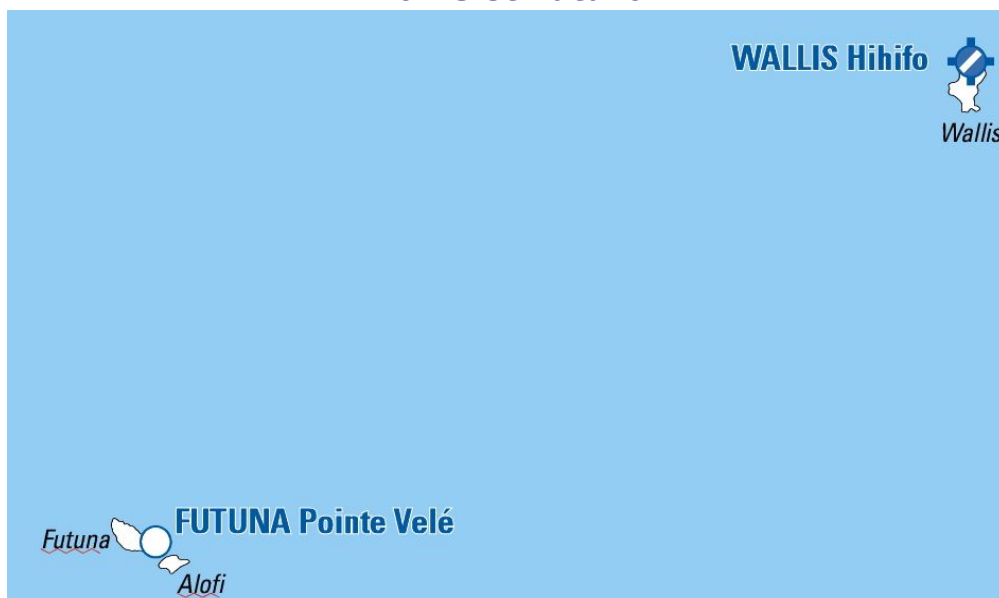 WALLIS Hihifo
Wallis
FUTUNA Pointe Velé
Futuna
Alofi